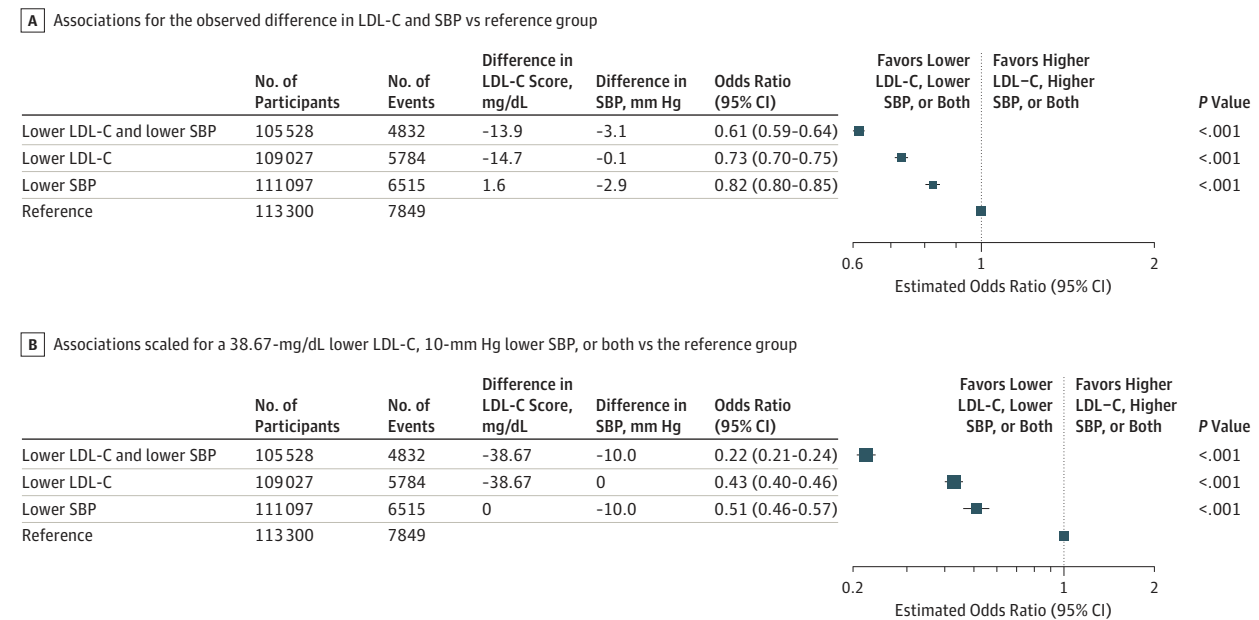 A Associations for the observed difference in LDL-C and SBP vs reference group
No. of Participants No. of Events Difference in LDL-C Score, mg/dL Difference in SBP, mm Hg Odds Ratio (95% CI) Favors Lower LDL-C, Lower SBP, or Both Favors Higher LDL-C, Higher SBP, or Both P Value
Lower LDL-C and lower SBP 105528 4832 -13.9 -3.1 0.61 (0.59-0.64) <.001
Lower LDL-C 109027 5784 -14.7 -0.1 0.73 (0.70-0.75) <.001
Lower SBP 111097 6515 1.6 -2.9 0.82 (0.80-0.85) <.001
Reference 113300 7849
0.6 1 2
Estimated Odds Ratio (95% CI)
B Associations scaled for a 38.67-mg/dL lower LDL-C, 10-mm Hg lower SBP, or both vs the reference group
No. of Participants No. of Events Difference in LDL-C Score, mg/dL Difference in SBP, mm Hg Odds Ratio (95% CI) Favors Lower LDL-C, Lower SBP, or Both Favors Higher LDL-C, Higher SBP, or Both P Value
Lower LDL-C and lower SBP 105528 4832 -38.67 -10.0 0.22 (0.21-0.24) <.001
Lower LDL-C 109027 5784 -38.67 0 0.43 (0.40-0.46) <.001
Lower SBP 111097 6515 0 -10.0 0.51 (0.46-0.57) <.001
Reference 113300 7849
0.2 1 2
Estimated Odds Ratio (95% CI)